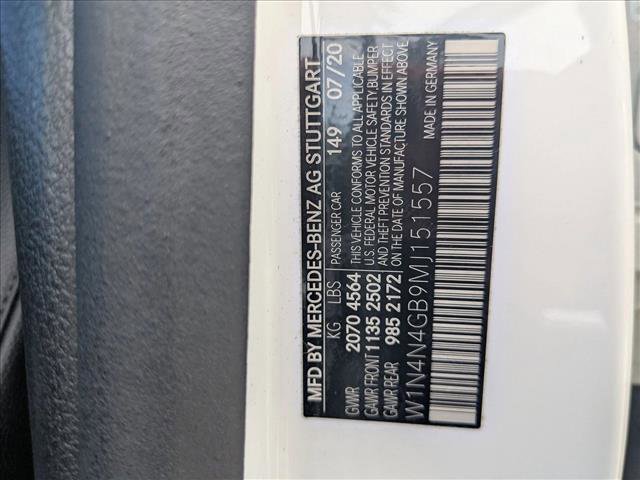 MFD BY MERCEDES-BENZ AG STUTTGART
KG LBS PASSENGER CAR 149 07/20
GVWR 2070 4564 THIS VEHICLE CONFORMS TO ALL APPLICABLE
GAWR FRONT 1135 2502 U.S. FEDERAL MOTOR VEHICLE SAFETY, BUMPER
GAWR REAR 985 2172 AND THEFT PREVENTION STANDARDS IN EFFECT
ON THE DATE OF MANUFACTURE SHOWN ABOVE
W1N4N4GB9MJ151557 MADE IN GERMANY